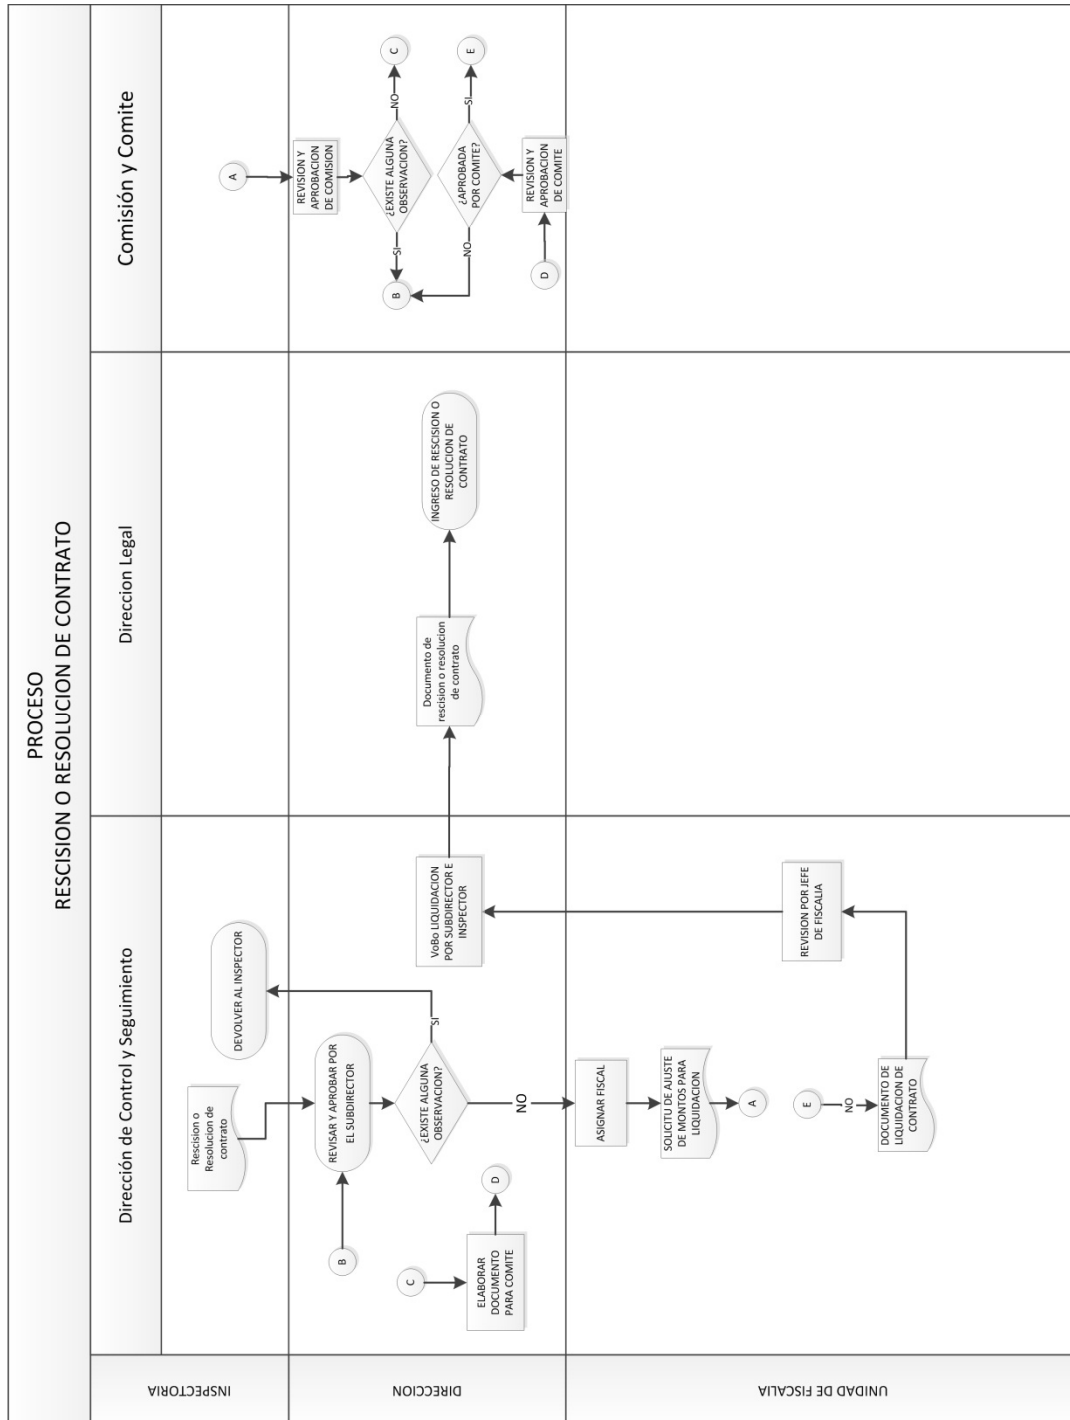 PROCESO
RESCISION O RESOLUCION DE CONTRATO
Dirección de Control y Seguimiento
Direccion Legal
Comisión y Comite
INSPECTORIA
Rescision o
Resolucion de
contrato
DEVOLVER AL INSPECTOR
A
REVISION Y
APROBACION
DE COMISION
DIRECCION
B
REVISAR Y APROBAR POR
EL SUBDIRECTOR
¿EXISTE ALGUNA
OBSERVACION?
SI
NO
C
ELABORAR
DOCUMENTO
PARA COMITE
D
VoBo LIQUIDACION
POR SUBDIRECTOR E
INSPECTOR
Documento de
rescision o resolucion
de contrato
INGRESO DE RESCISION O
RESOLUCION DE
CONTRATO
¿EXISTE ALGUNA
OBSERVACION?
SI
NO
B
C
¿APROBADA
POR COMITE?
NO
SI
E
REVISION Y
APROBACION
DE COMITE
D
UNIDAD DE FISCALIA
ASIGNAR FISCAL
SOLICITU DE AJUSTE
DE MONTOS PARA
LIQUIDACION
A
E
NO
DOCUMENTO DE
LIQUIDACION DE
CONTRATO
REVISION POR JEFE
DE FISCALIA